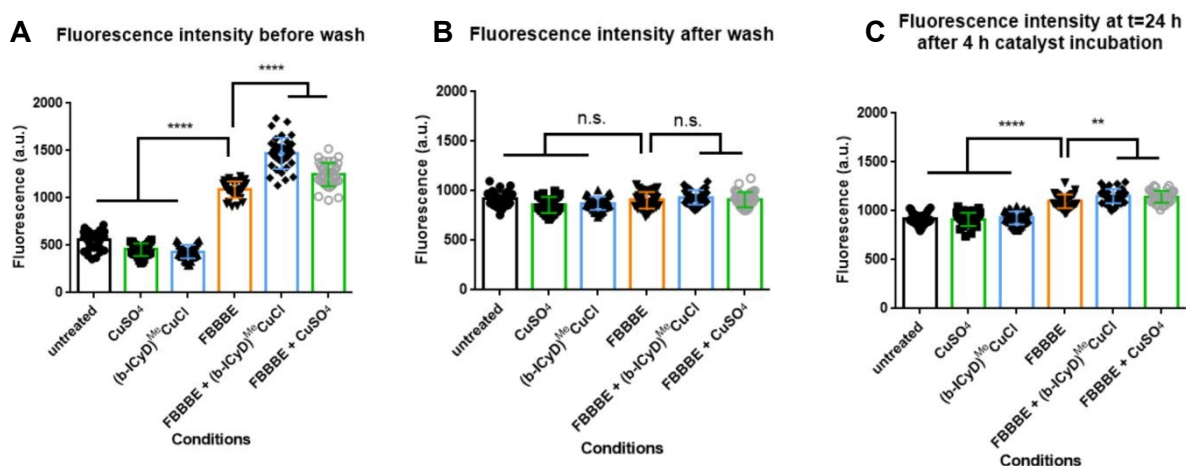 A
Fluorescence intensity before wash
Fluorescence (a.u.)
2000
1500
1000
500
0
****
****
untreated
CuSO⁴
(b-ICyD)ᴹᵉCuCl
FBBBE
FBBBE + (b-ICyD)ᴹᵉCuCl
FBBBE + CuSO⁴
Conditions
B
Fluorescence intensity after wash
Fluorescence (a.u.)
2000
1500
1000
500
0
n.s.
n.s.
untreated
CuSO⁴
(b-ICyD)ᴹᵉCuCl
FBBBE
FBBBE + (b-ICyD)ᴹᵉCuCl
FBBBE + CuSO⁴
Conditions
C
Fluorescence intensity at t=24 h
after 4 h catalyst incubation
Fluorescence (a.u.)
2000
1500
1000
500
0
****
**
untreated
CuSO⁴
(b-ICyD)ᴹᵉCuCl
FBBBE
FBBBE + (b-ICyD)ᴹᵉCuCl
FBBBE + CuSO⁴
Conditions